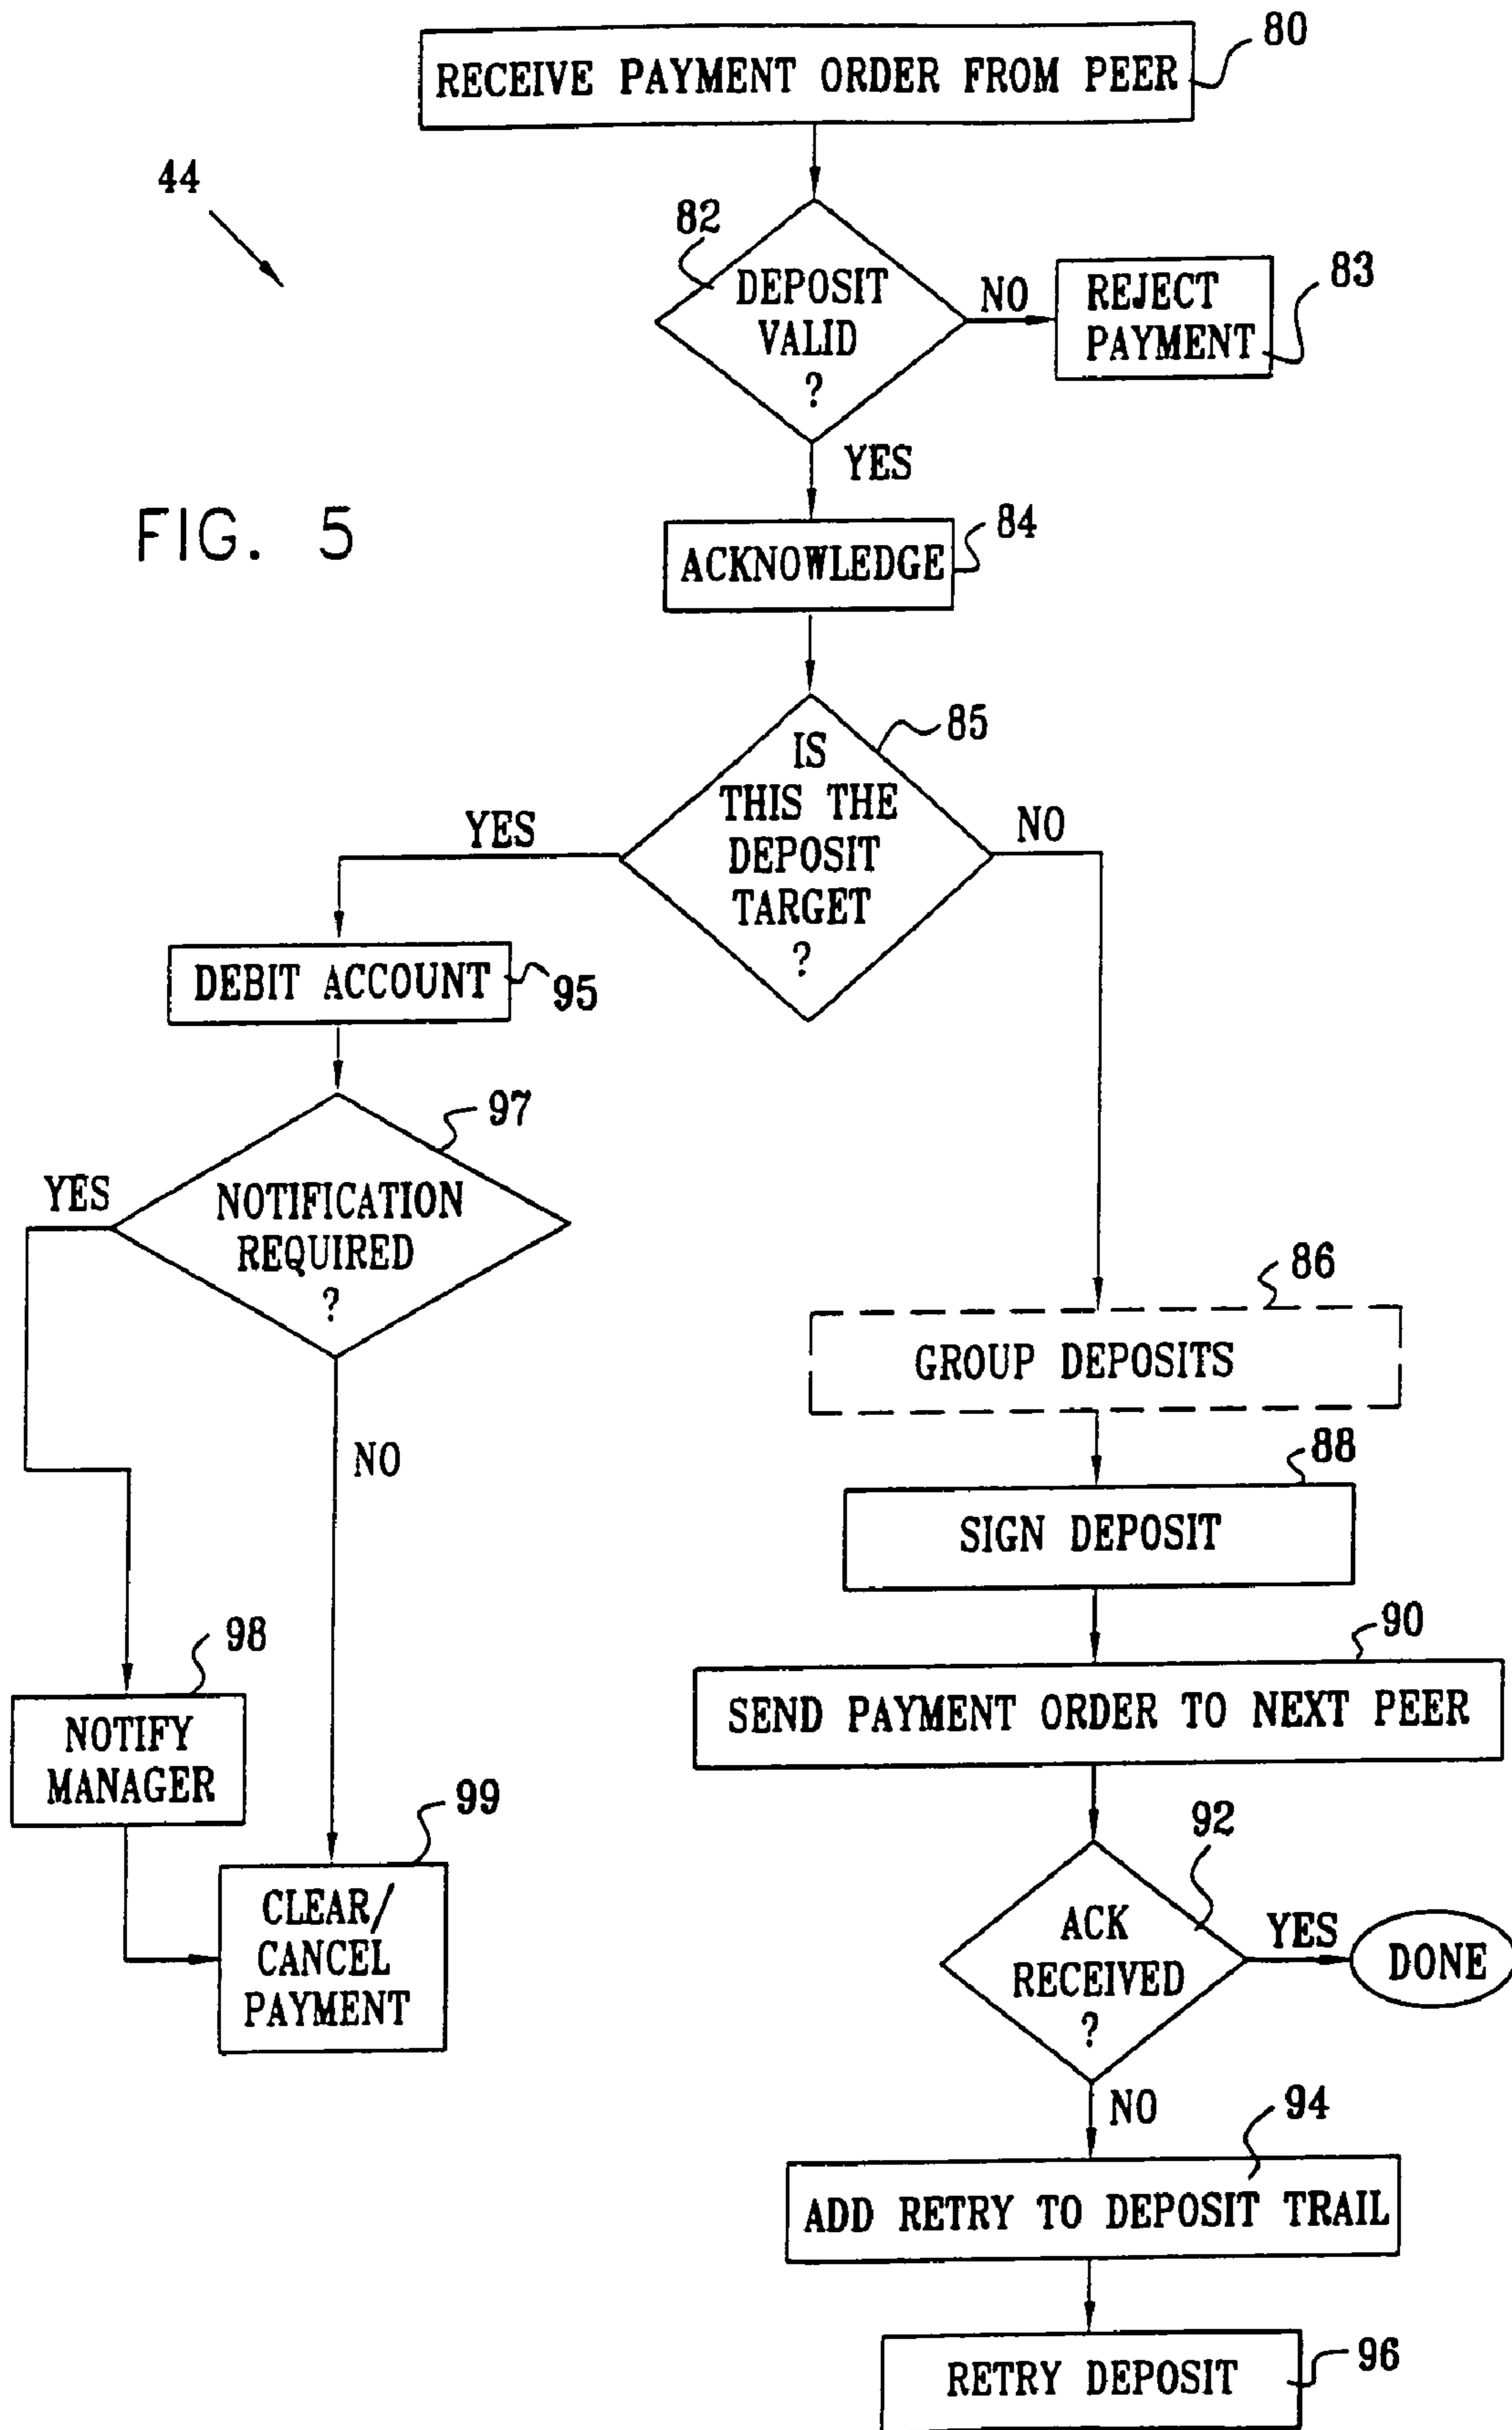 RECEIVE PAYMENT ORDER FROM PEER
80
44
82
DEPOSIT
VALID
?
NO
REJECT
PAYMENT
83
YES
FIG. 5
ACKNOWLEDGE
84
IS
THIS THE
DEPOSIT
TARGET
?
85
YES
NO
DEBIT ACCOUNT
95
97
NOTIFICATION
REQUIRED
?
YES
NO
86
GROUP DEPOSITS
88
SIGN DEPOSIT
90
SEND PAYMENT ORDER TO NEXT PEER
98
NOTIFY
MANAGER
99
CLEAR/
CANCEL
PAYMENT
92
ACK
RECEIVED
?
YES
DONE
NO
94
ADD RETRY TO DEPOSIT TRAIL
RETRY DEPOSIT
96